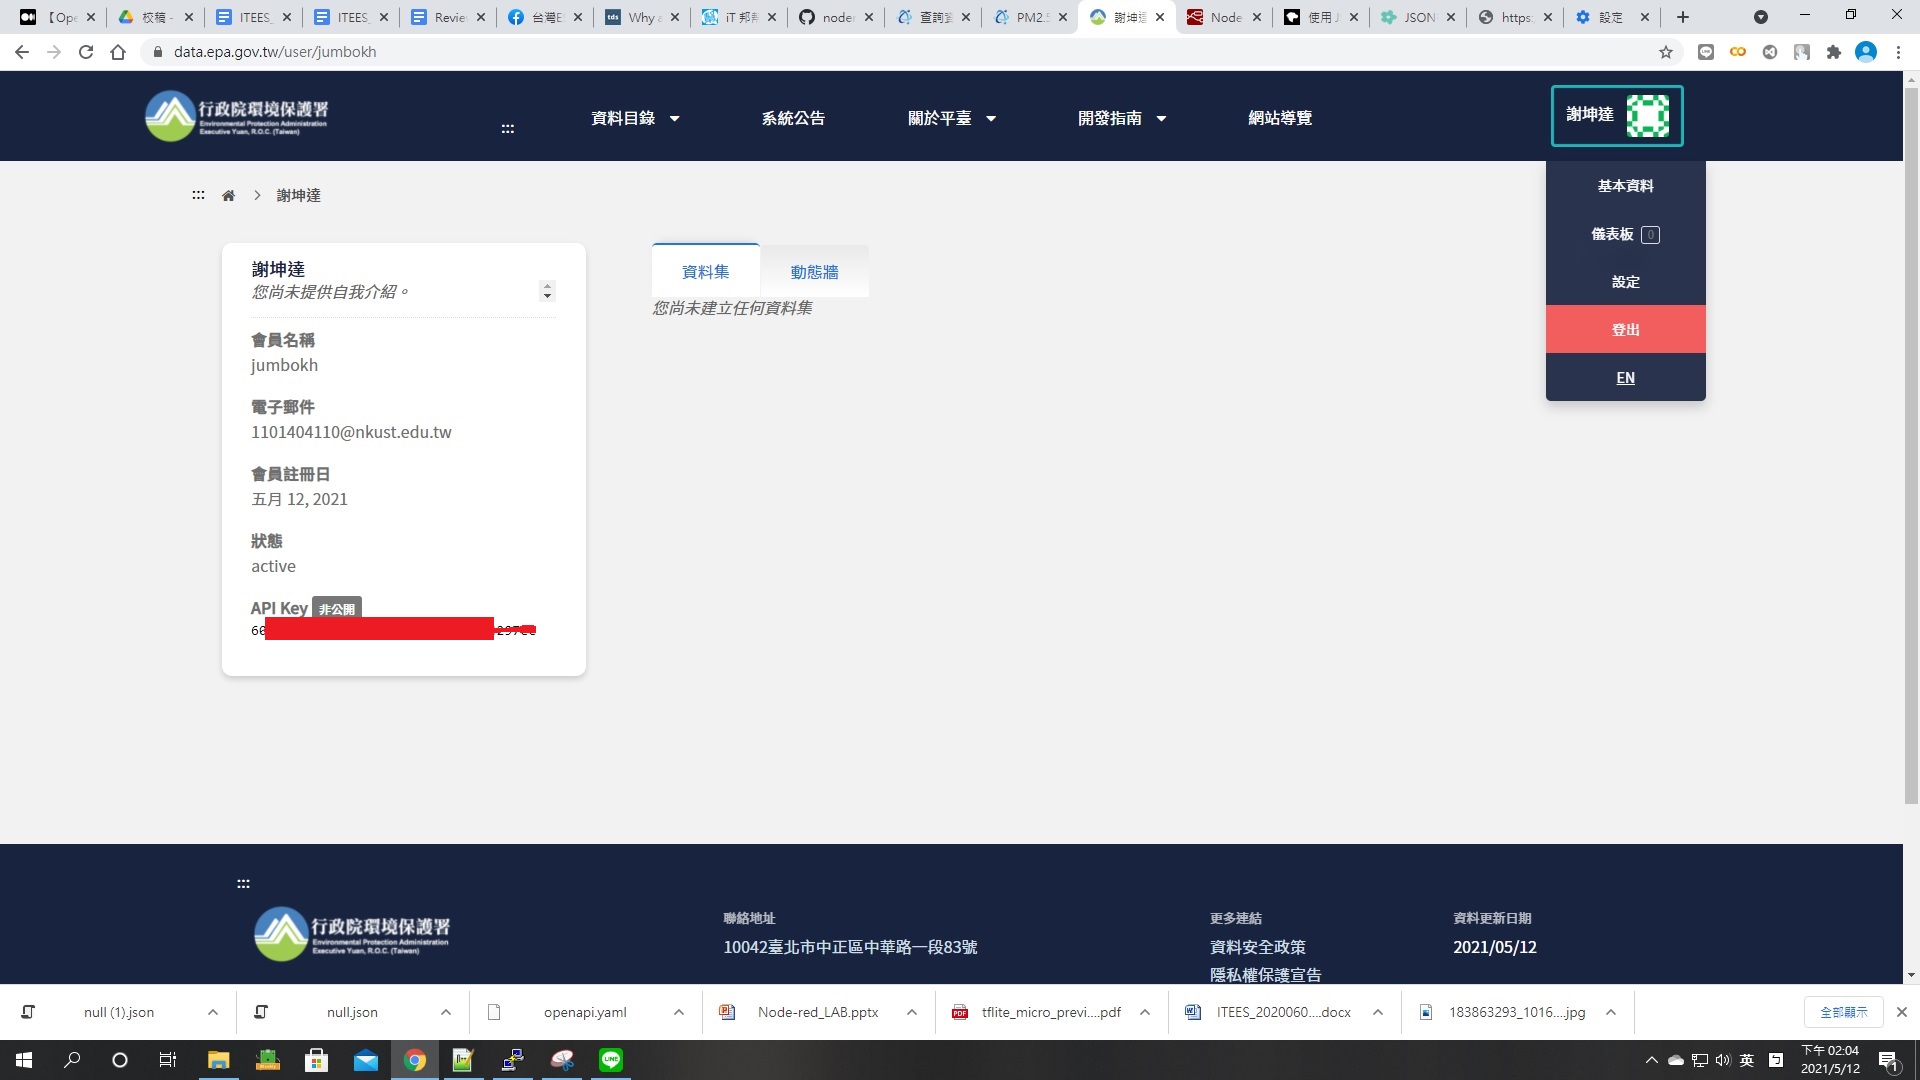 【Ope
校稿 -
ITEES_
ITEES_
Review
台灣E
Why a
iT 邦幫
node-
查詢資
PM2.5
謝坤達
Node
使用 J
JSON
https:
設定
data.epa.gov.tw/user/jumbokh
行政院環境保護署
Environmental Protection Administration
Executive Yuan, R.O.C. (Taiwan)
資料目錄
系統公告
關於平臺
開發指南
網站導覽
謝坤達
基本資料
儀表板 0
設定
登出
EN
謝坤達
謝坤達
您尚未提供自我介紹。
會員名稱
jumbokh
電子郵件
1101404110@nkust.edu.tw
會員註冊日
五月 12, 2021
狀態
active
API Key 非公開
資料集
動態牆
您尚未建立任何資料集
行政院環境保護署
Environmental Protection Administration
Executive Yuan, R.O.C. (Taiwan)
聯絡地址
10042臺北市中正區中華路一段83號
更多連結
資料安全政策
隱私權保護宣告
資料更新日期
2021/05/12
null (1).json
null.json
openapi.yaml
Node-red_LAB.pptx
tflite_micro_previ....pdf
ITEES_2020060....docx
183863293_1016....jpg
全部顯示
英
下午 02:04
2021/5/12
1